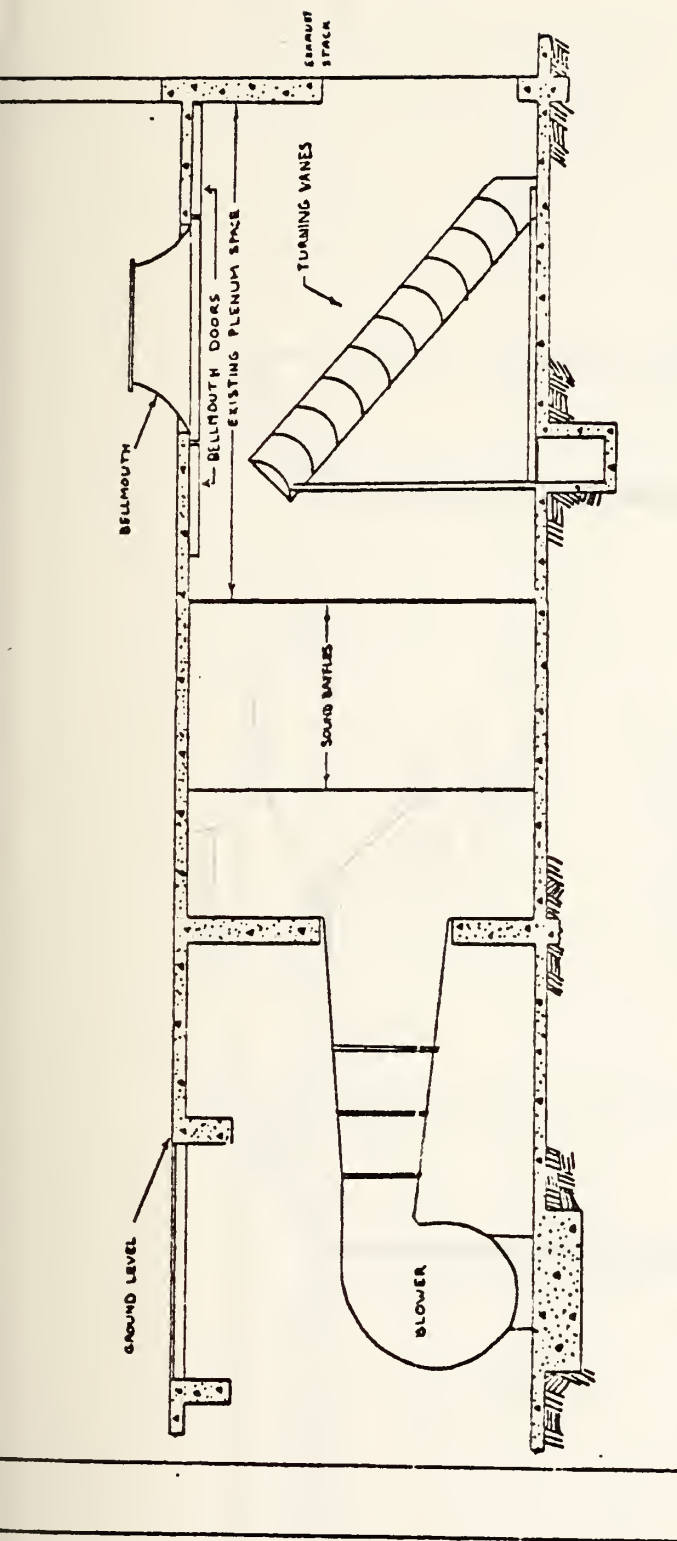 EXHAUST
STACK
TURNING VANES
BELLMOUTH DOORS
EXISTING PLENUM SPACE
BELLMOUTH
SOUND BAFFLES
GROUND LEVEL
BLOWER